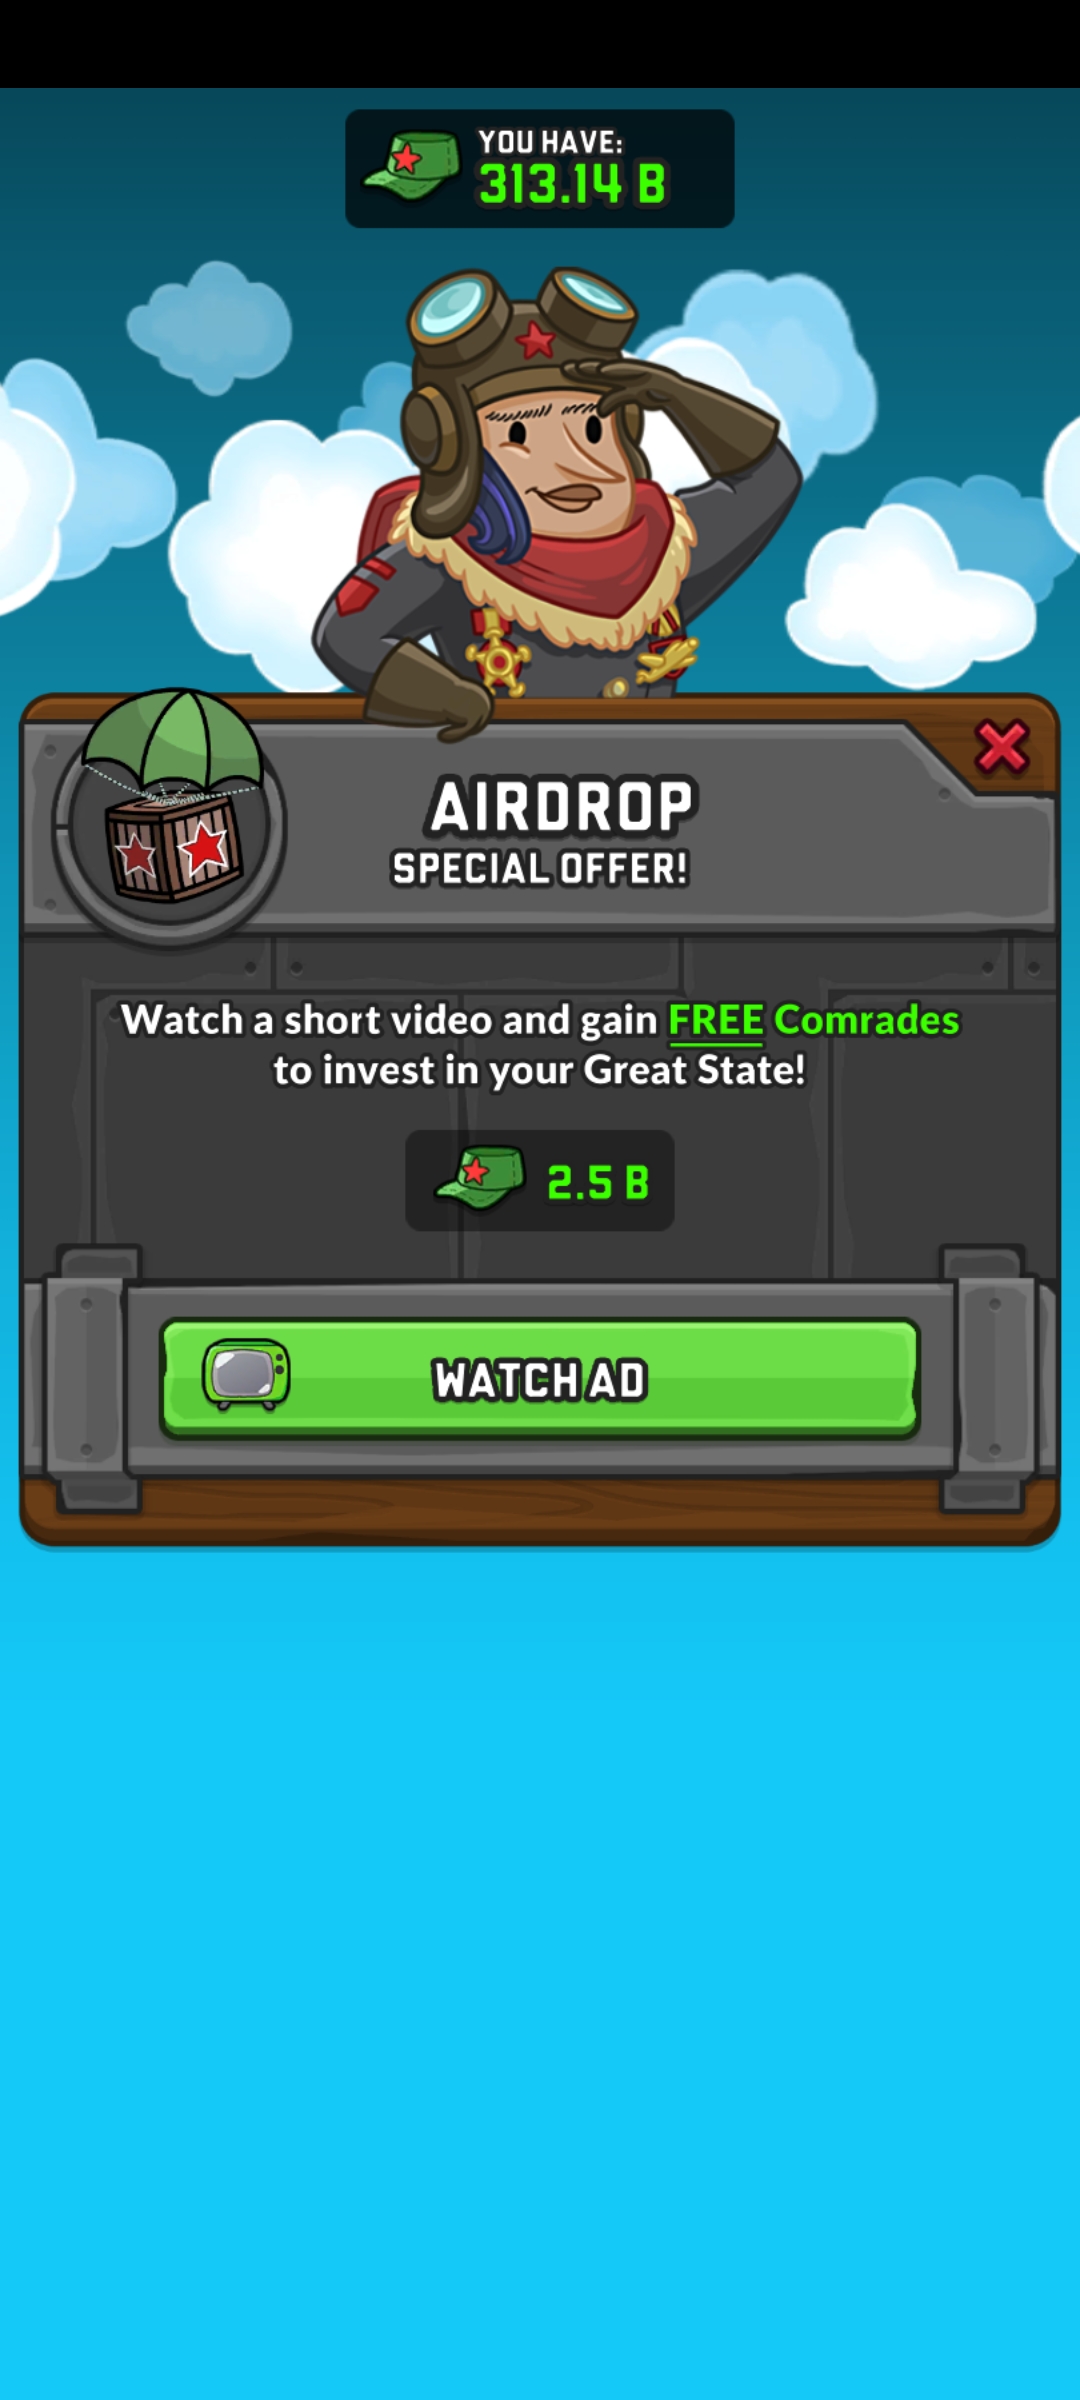 YOU HAVE:
313.14 B
AIRDROP
SPECIAL OFFER!
Watch a short video and gain FREE Comrades
to invest in your Great State!
2.5 B
WATCH AD